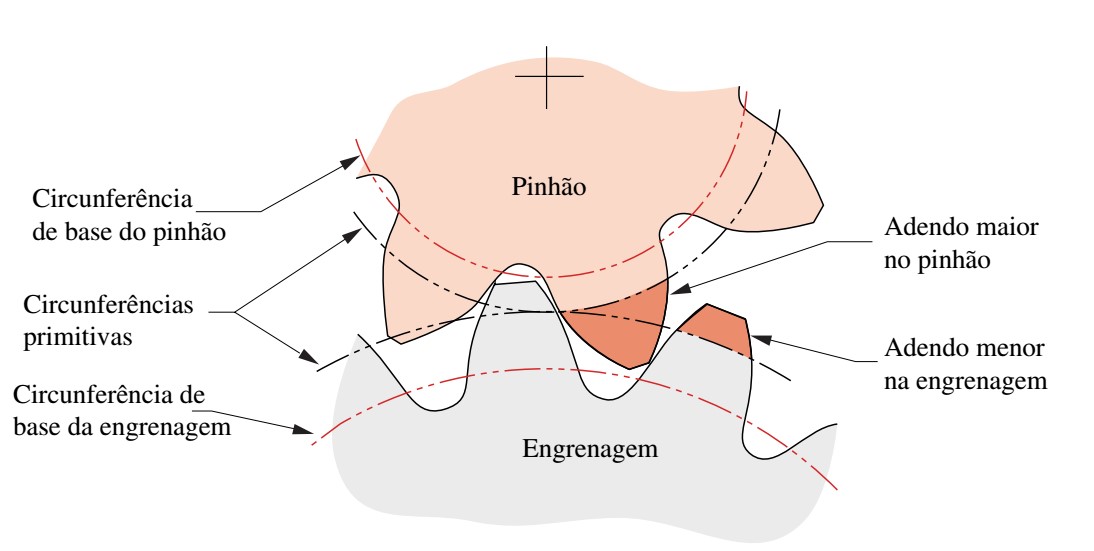 Pinhão
Circunferência
de base do pinhão
Adendo maior
no pinhão
Circunferências
primitivas
Adendo menor
na engrenagem
Circunferência de
base da engrenagem
Engrenagem